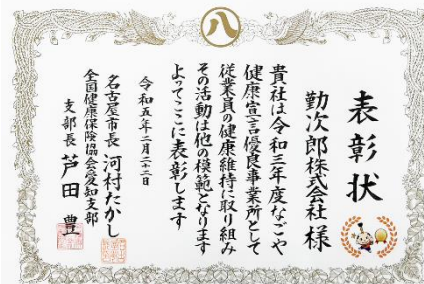 八
表彰状
勤次郎株式会社 様
貴社は令和三年度なごや
健康宣言優良事業所として
従業員の健康維持に取り組み
その活動は他の模範となります
よってここに表彰します
令和五年二月二十二日
名古屋市長 河村たかし
全国健康保険協会愛知支部
支部長 芦田 豊